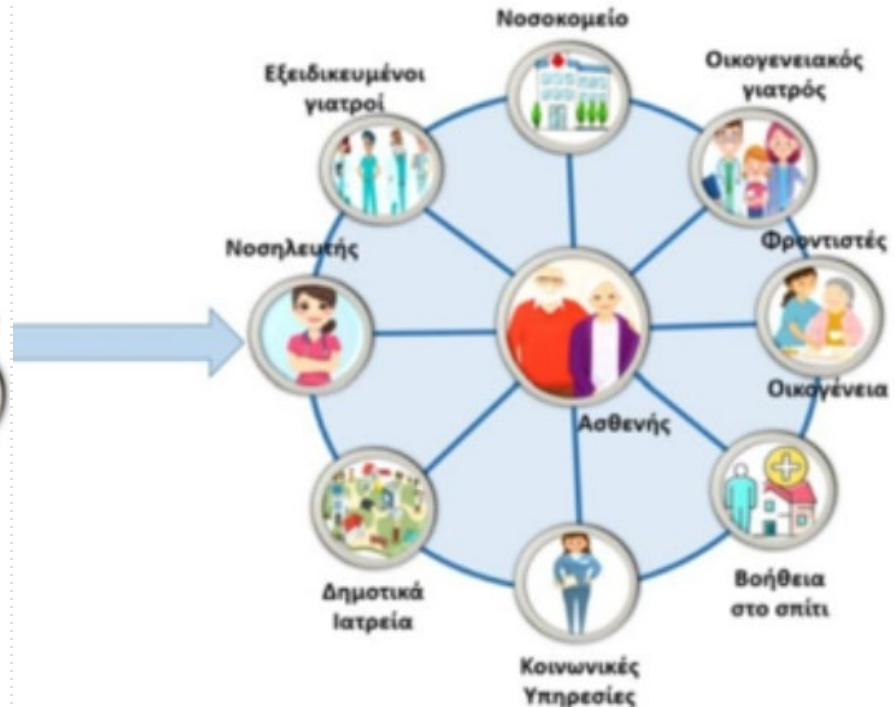 Νοσοκομείο
Εξειδικευμένοι
γιατροί
Οικογενειακός
γιατρός
Νοσηλευτής
Φροντιστές
Οικογένεια
Ασθενής
Δημοτικά
Ιατρεία
Βοήθεια
στο σπίτι
Κοινωνικές
Υπηρεσίες